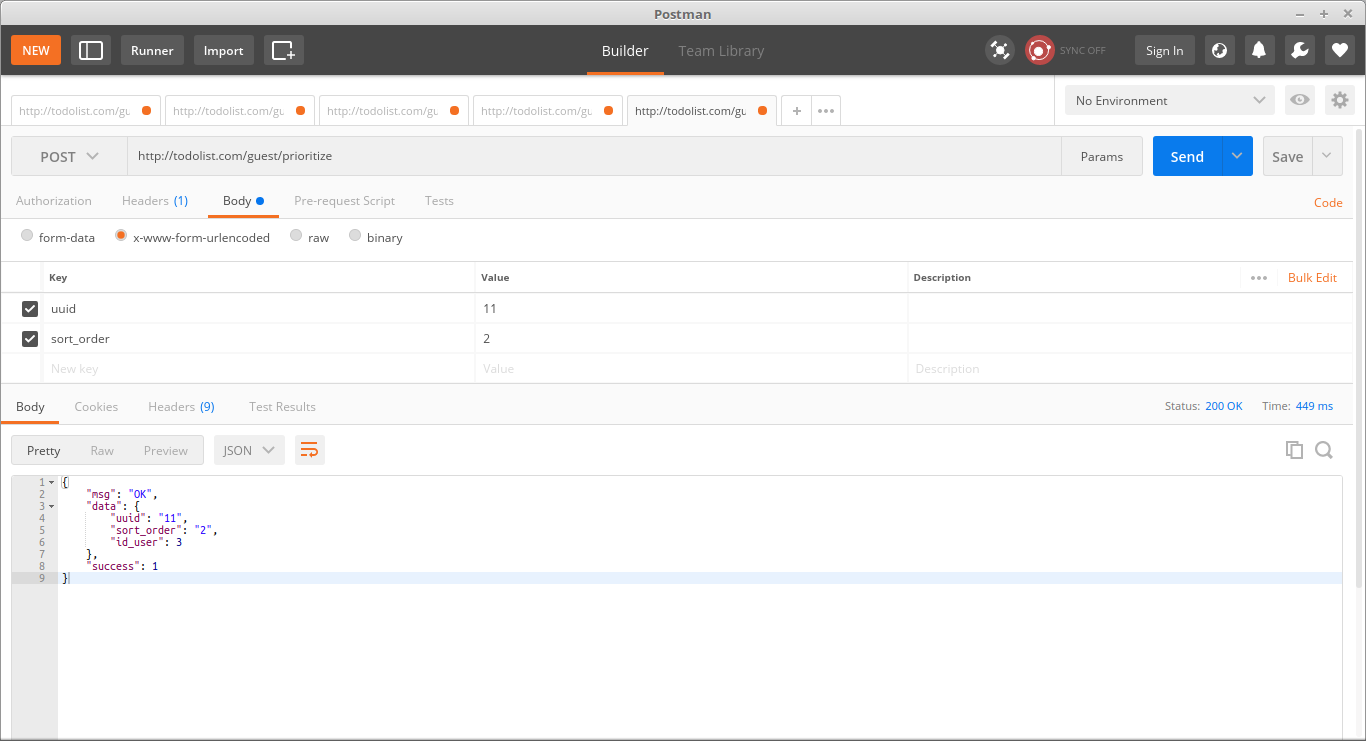 Postman
NEW Runner Import Builder Team Library SYNC OFF Sign In
http://todolist.com/gu http://todolist.com/gu http://todolist.com/gu http://todolist.com/gu http://todolist.com/gu + ••• No Environment
POST http://todolist.com/guest/prioritize Params Send Save
Authorization Headers (1) Body Pre-request Script Tests Code
form-data x-www-form-urlencoded raw binary
Key Value Description ••• Bulk Edit
uuid 11
sort_order 2
New key Value Description
Body Cookies Headers (9) Test Results Status: 200 OK Time: 449 ms
Pretty Raw Preview JSON
1 {
2 "msg": "OK",
3 "data": {
4 "uuid": "11",
5 "sort_order": "2",
6 "id_user": 3
7 },
8 "success": 1
9 }